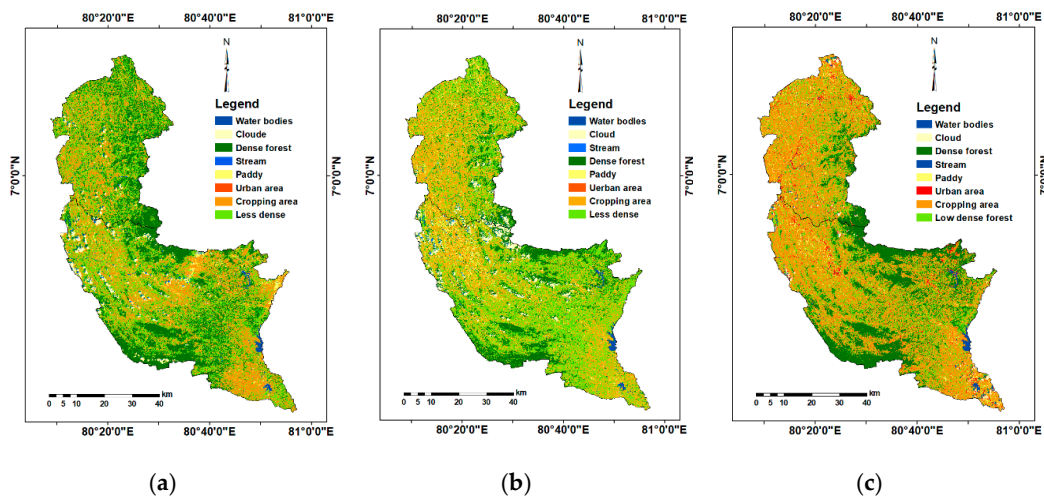 80°20'0"E 80°40'0"E 81°0'0"E
N
Legend
Water bodies
Cloude
Dense forest
Stream
Paddy
Urban area
Cropping area
Less dense
7°0'0"N
7°0'0"N
0 5 10 20 30 40 km
80°20'0"E 80°40'0"E 81°0'0"E
(a)
80°20'0"E 80°40'0"E 81°0'0"E
N
Legend
Water bodies
Cloud
Stream
Dense forest
Paddy
Uerban area
Cropping area
Less dense
7°0'0"N
7°0'0"N
0 5 10 20 30 40 km
80°20'0"E 80°40'0"E 81°0'0"E
(b)
80°20'0"E 80°40'0"E 81°0'0"E
N
Legend
Water bodies
Cloud
Dense forest
Stream
Paddy
Urban area
Cropping area
Low dense forest
7°0'0"N
7°0'0"N
0 5 10 20 30 40 km
80°20'0"E 80°40'0"E 81°0'0"E
(c)